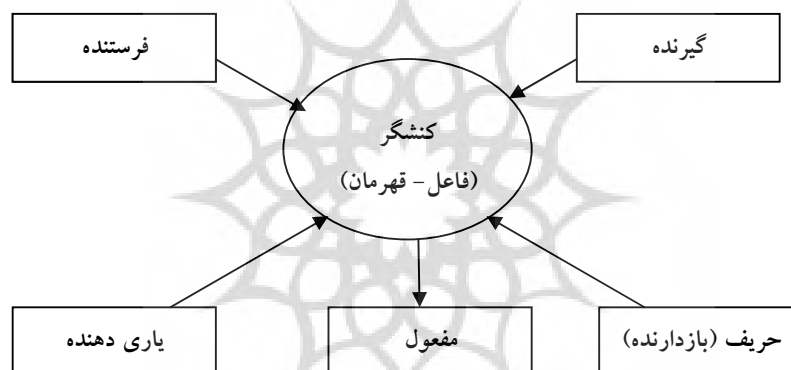 گیرنده
فرستنده
کنشگر
(فاعل- قهرمان)
حریف (بازدارنده)
مفعول
یاری دهنده